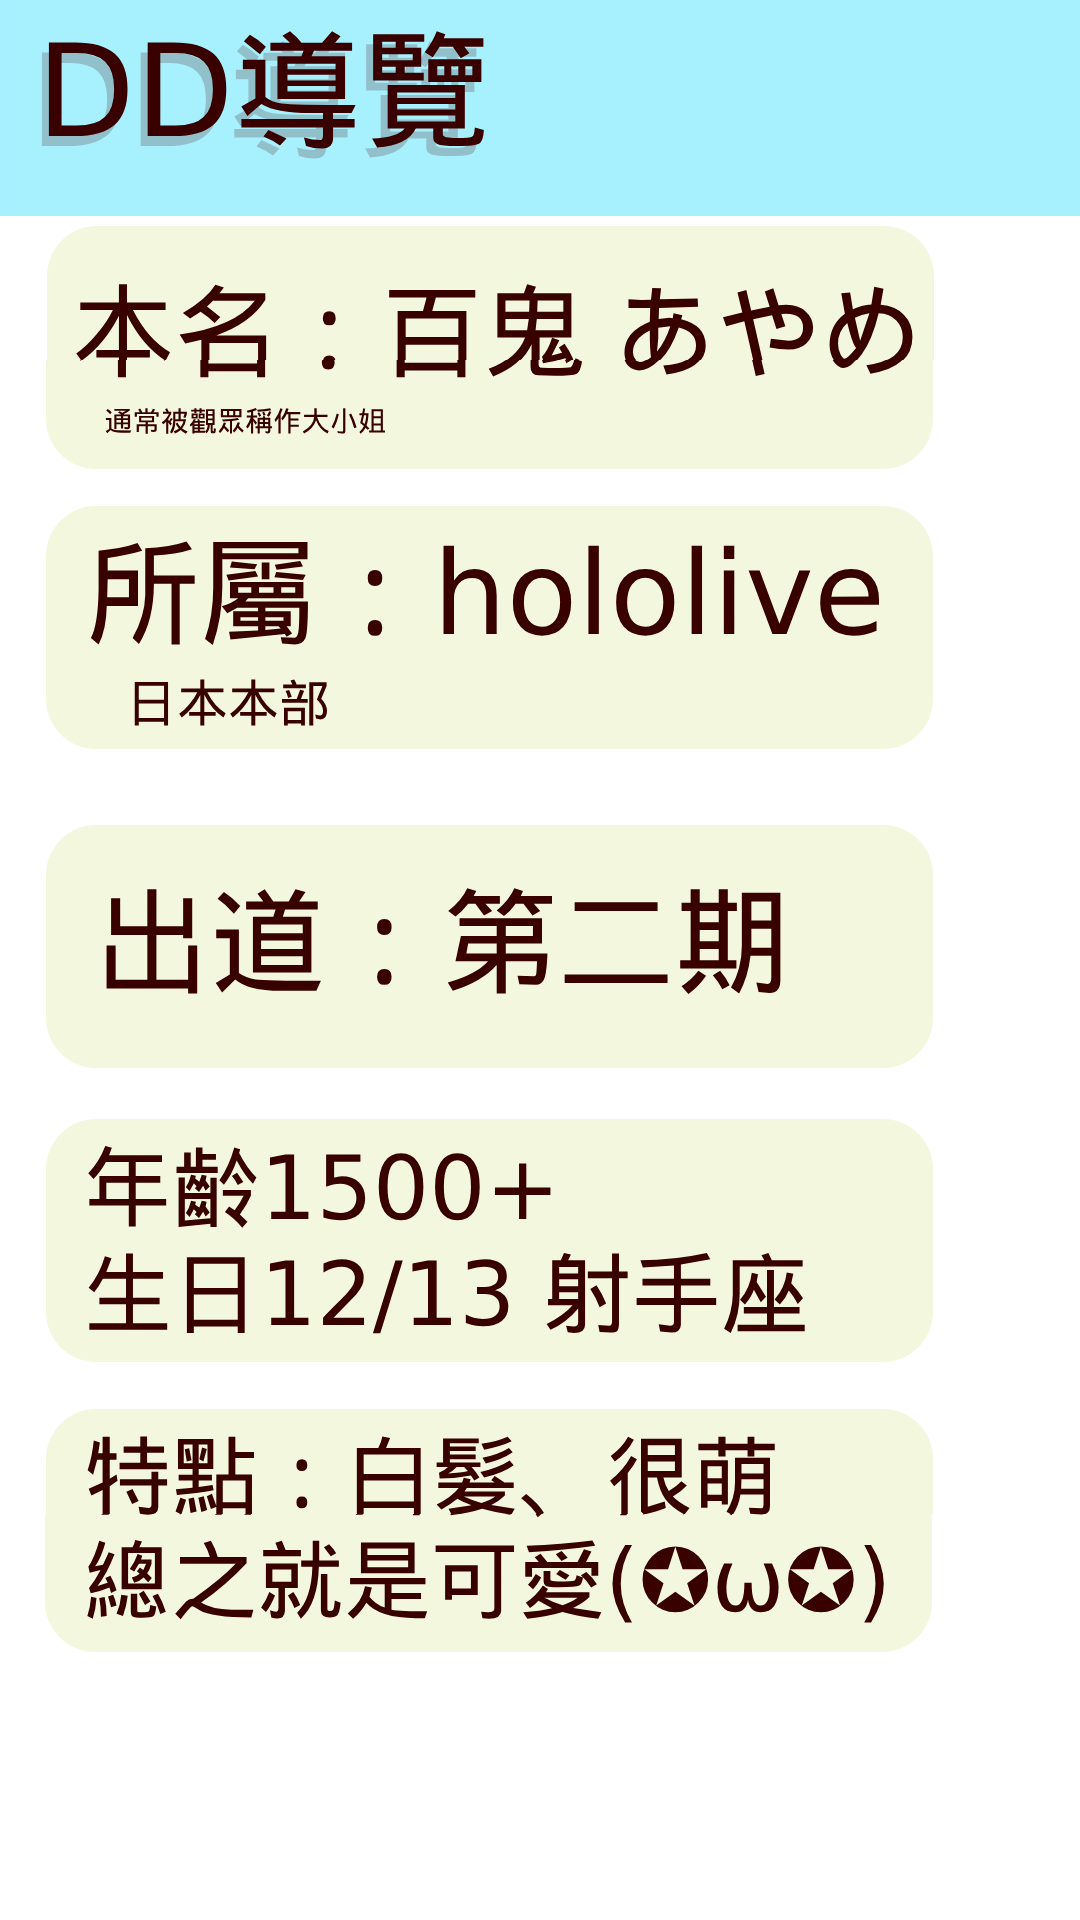 DD導覽
本名：百鬼 あやめ
通常被觀眾稱作大小姐
所屬：hololive
日本本部
出道：第二期
年齡1500+
生日12/13 射手座
特點：白髮、很萌
總之就是可愛(✪ω✪)